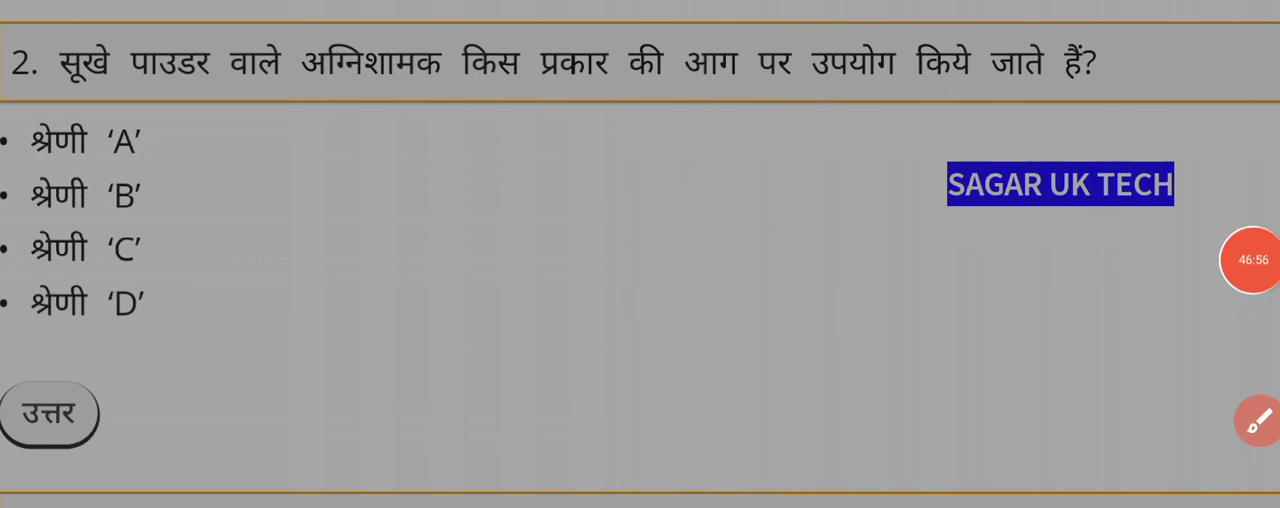 2. सूखे पाउडर वाले अग्निशामक किस प्रकार की आग पर उपयोग किये जाते हैं?
• श्रेणी ‘A’
• श्रेणी ‘B’
• श्रेणी ‘C’
• श्रेणी ‘D’
SAGAR UK TECH
46:56
उत्तर